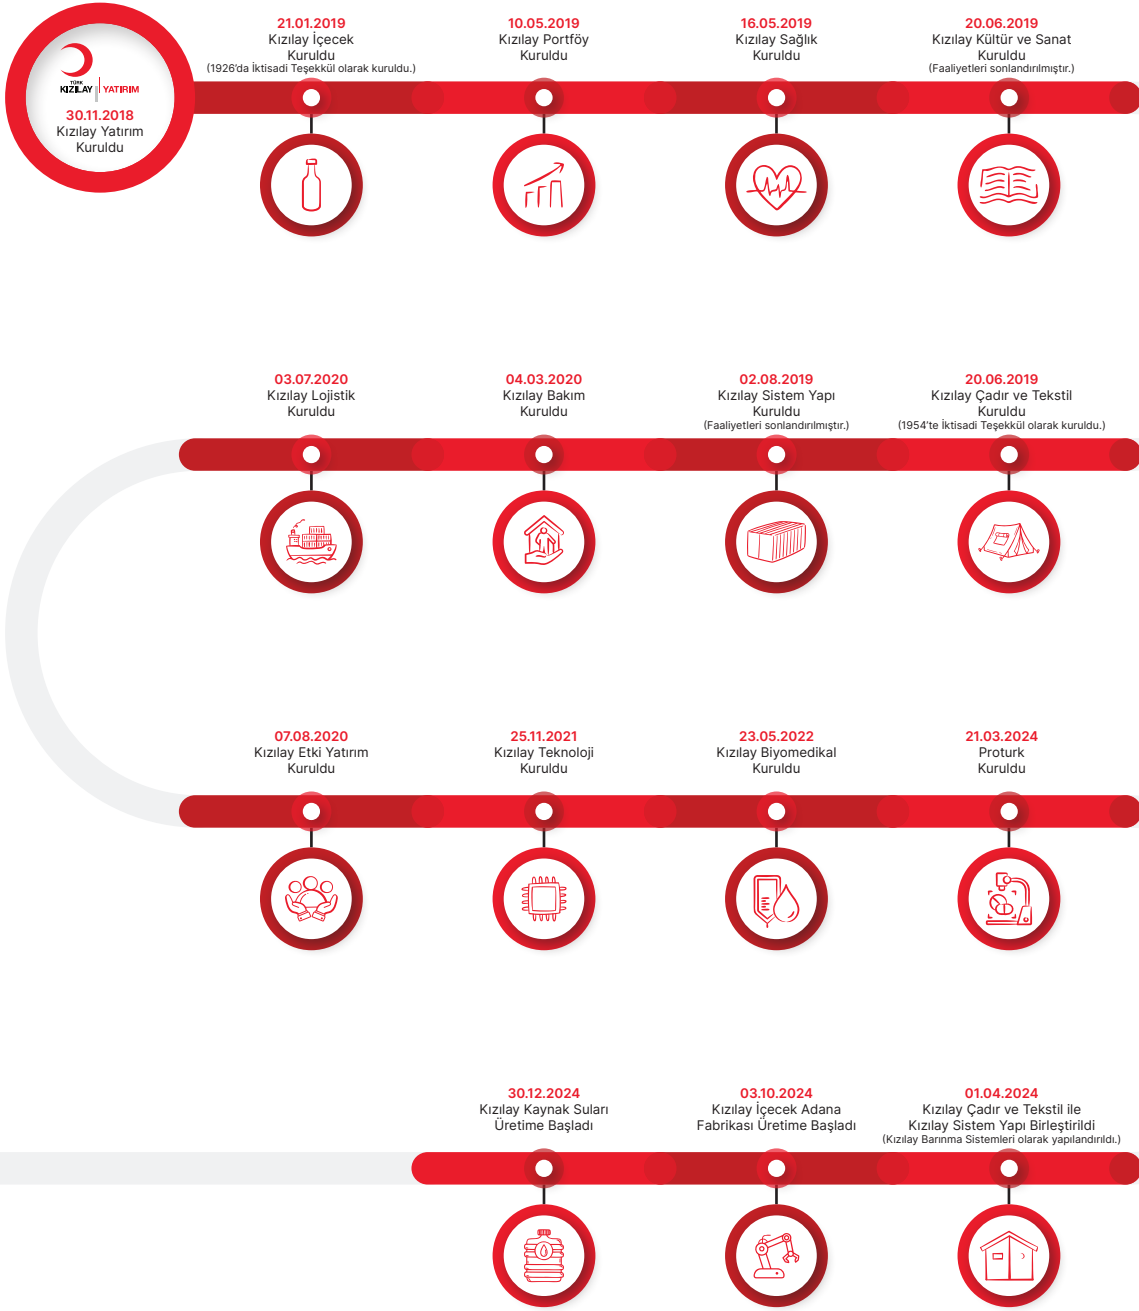 TÜRK
KIZILAY YATIRIM
30.11.2018
Kızılay Yatırım
Kuruldu
21.01.2019
Kızılay İçecek
Kuruldu
(1926’da İktisadi Teşekkül olarak kuruldu.)
10.05.2019
Kızılay Portföy
Kuruldu
16.05.2019
Kızılay Sağlık
Kuruldu
20.06.2019
Kızılay Kültür ve Sanat
Kuruldu
(Faaliyetleri sonlandırılmıştır.)
03.07.2020
Kızılay Lojistik
Kuruldu
04.03.2020
Kızılay Bakım
Kuruldu
02.08.2019
Kızılay Sistem Yapı
Kuruldu
(Faaliyetleri sonlandırılmıştır.)
20.06.2019
Kızılay Çadır ve Tekstil
Kuruldu
(1954’te İktisadi Teşekkül olarak kuruldu.)
07.08.2020
Kızılay Etki Yatırım
Kuruldu
25.11.2021
Kızılay Teknoloji
Kuruldu
23.05.2022
Kızılay Biyomedikal
Kuruldu
21.03.2024
Proturk
Kuruldu
30.12.2024
Kızılay Kaynak Suları
Üretime Başladı
03.10.2024
Kızılay İçecek Adana
Fabrikası Üretime Başladı
01.04.2024
Kızılay Çadır ve Tekstil ile
Kızılay Sistem Yapı Birleştirildi
(Kızılay Barınma Sistemleri olarak yapılandırıldı.)